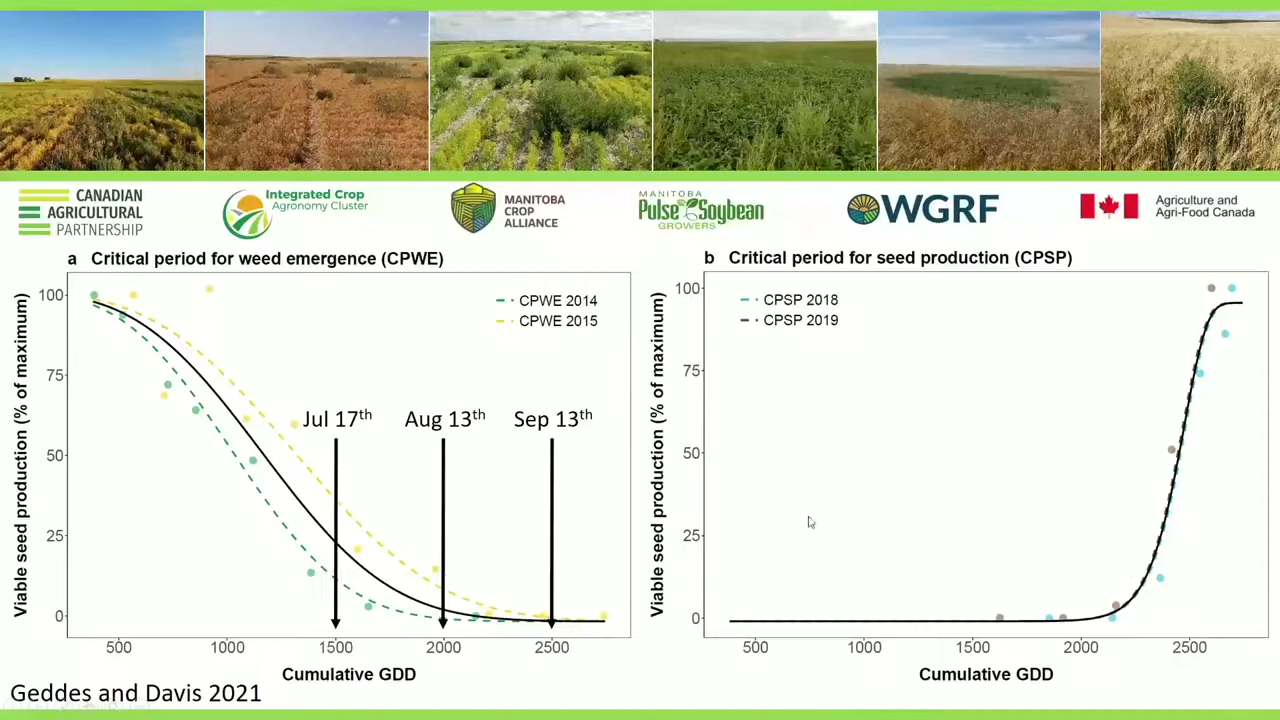 CANADIAN
AGRICULTURAL
PARTNERSHIP
Integrated Crop
Agronomy Cluster
MANITOBA
CROP
ALLIANCE
MANITOBA
Pulse Soybean
GROWERS
WGRF
Agriculture and
Agri-Food Canada
a Critical period for weed emergence (CPWE)
Viable seed production (% of maximum)
100
75
50
25
0
CPWE 2014
CPWE 2015
Jul 17th
Aug 13th
Sep 13th
500 1000 1500 2000 2500
Cumulative GDD
b Critical period for seed production (CPSP)
Viable seed production (% of maximum)
100
75
50
25
0
CPSP 2018
CPSP 2019
500 1000 1500 2000 2500
Cumulative GDD
Geddes and Davis 2021